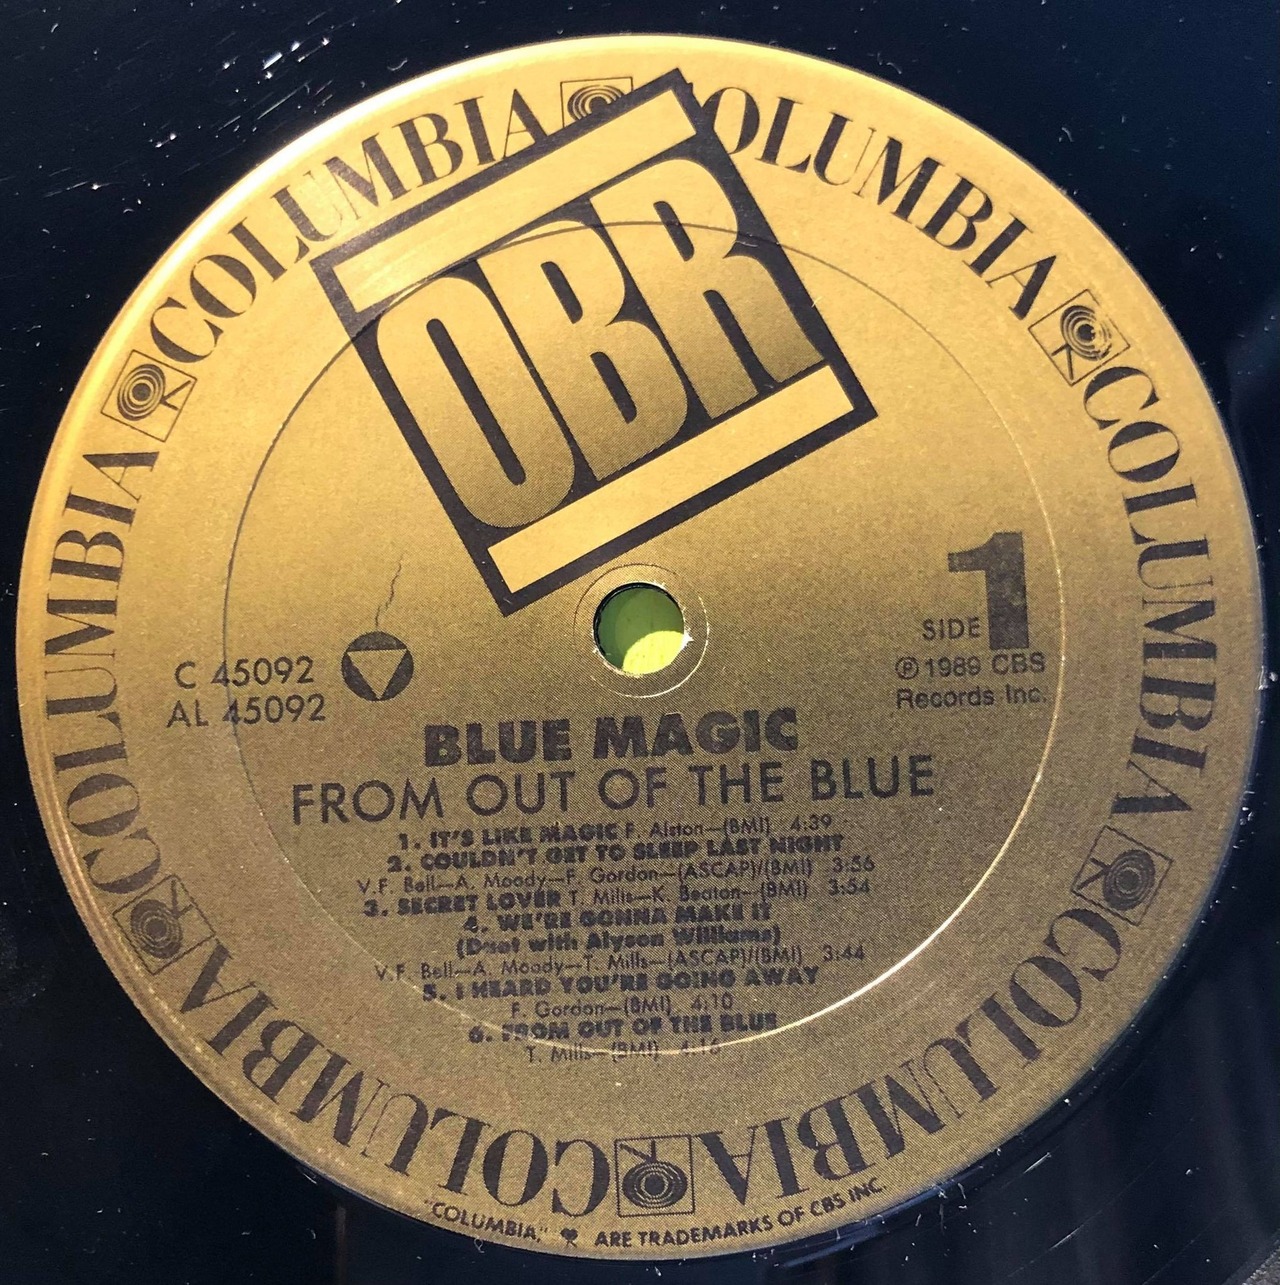 COLUMBIA
COLUMBIA
COLUMBIA
COLUMBIA
COLUMBIA
COLUMBIA
COLUMBIA
COLUMBIA
OBR
SIDE 1
℗ 1989 CBS
Records Inc.
C 45092
AL 45092
BLUE MAGIC
FROM OUT OF THE BLUE
1. IT'S LIKE MAGIC F. Alston—(BMI) 4:39
2. COULDN'T GET TO SLEEP LAST NIGHT
V.F. Bell—A. Moody—F. Gordon—(ASCAP)/(BMI) 3:56
3. SECRET LOVER T. Mills—K. Beaton—(BMI) 3:54
4. WE'RE GONNA MAKE IT
(Duet with Alyson Williams)
V.F. Bell—A. Moody—T. Mills—(ASCAP)/(BMI) 3:44
5. I HEARD YOU'RE GOING AWAY
F. Gordon—(BMI) 4:10
6. FROM OUT OF THE BLUE
T. Mills—(BMI) 4:16
"COLUMBIA," ARE TRADEMARKS OF CBS INC.